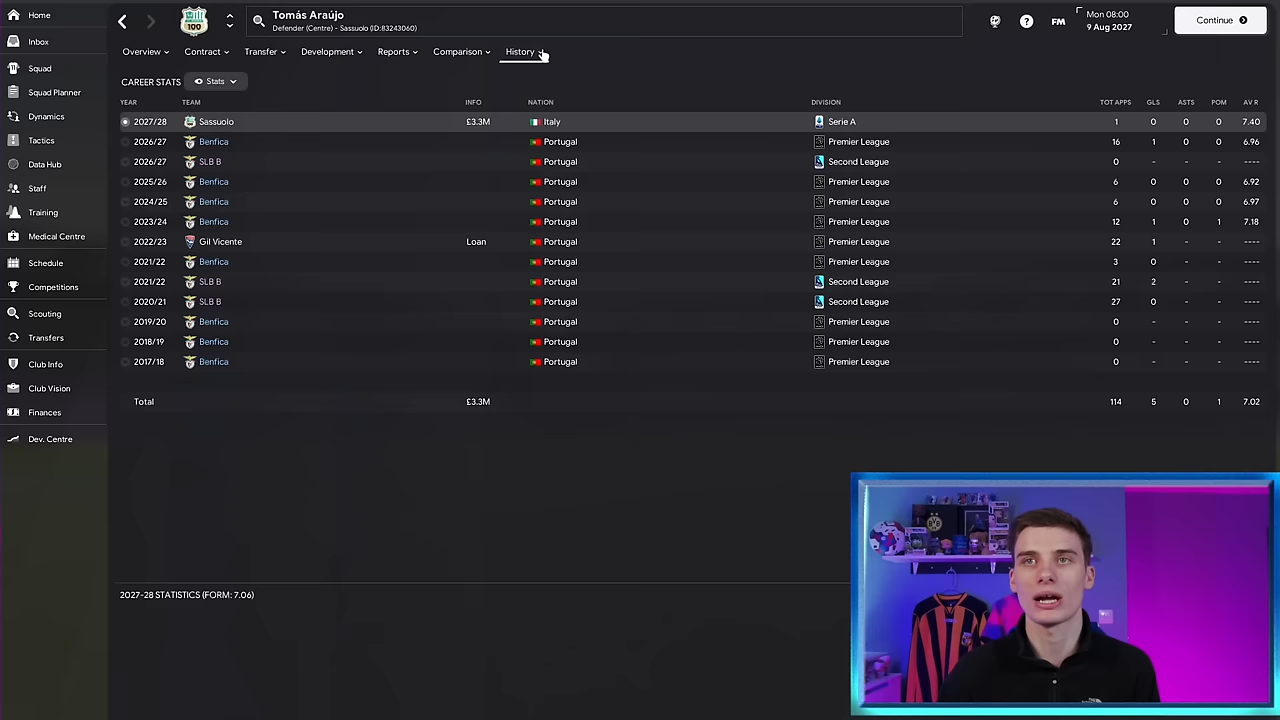 Home
Inbox
Squad
Squad Planner
Dynamics
Tactics
Data Hub
Staff
Training
Medical Centre
Schedule
Competitions
Scouting
Transfers
Club Info
Club Vision
Finances
Dev. Centre
100
Tomás Araújo
Defender (Centre) - Sassuolo (ID:83243060)
FM
Mon 08:00
9 Aug 2027
Continue
Overview Contract Transfer Development Reports Comparison History
CAREER STATS Stats
YEAR TEAM INFO NATION DIVISION TOT APPS GLS ASTS POM AV R
2027/28 Sassuolo £3.3M Italy Serie A 1 0 0 0 7.40
2026/27 Benfica Portugal Premier League 16 1 0 0 6.96
2026/27 SLB B Portugal Second League 0 - - - ----
2025/26 Benfica Portugal Premier League 6 0 0 0 6.92
2024/25 Benfica Portugal Premier League 6 0 0 0 6.97
2023/24 Benfica Portugal Premier League 12 1 0 1 7.18
2022/23 Gil Vicente Loan Portugal Premier League 22 1 - - ----
2021/22 Benfica Portugal Premier League 3 0 - - ----
2021/22 SLB B Portugal Second League 21 2 - - ----
2020/21 SLB B Portugal Second League 27 0 - - ----
2019/20 Benfica Portugal Premier League 0 - - - ----
2018/19 Benfica Portugal Premier League 0 - - - ----
2017/18 Benfica Portugal Premier League 0 - - - ----
Total £3.3M 114 5 0 1 7.02
2027-28 STATISTICS (FORM: 7.06)